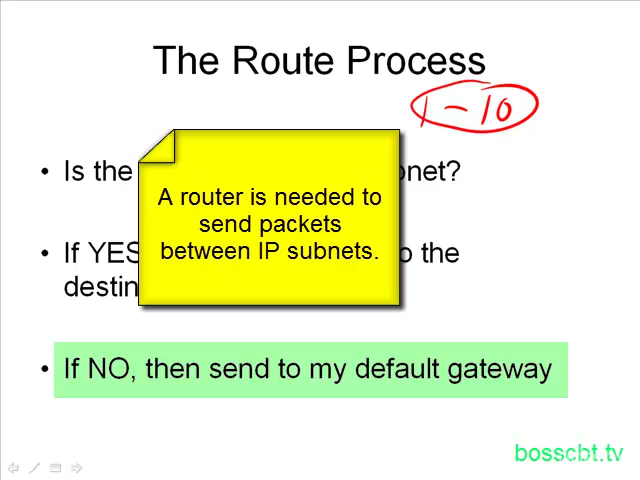 The Route Process
1 - 10
• Is the onet?
A router is needed to
send packets
between IP subnets.
• If YES o the
destin
• If NO, then send to my default gateway
bosscbt.tv